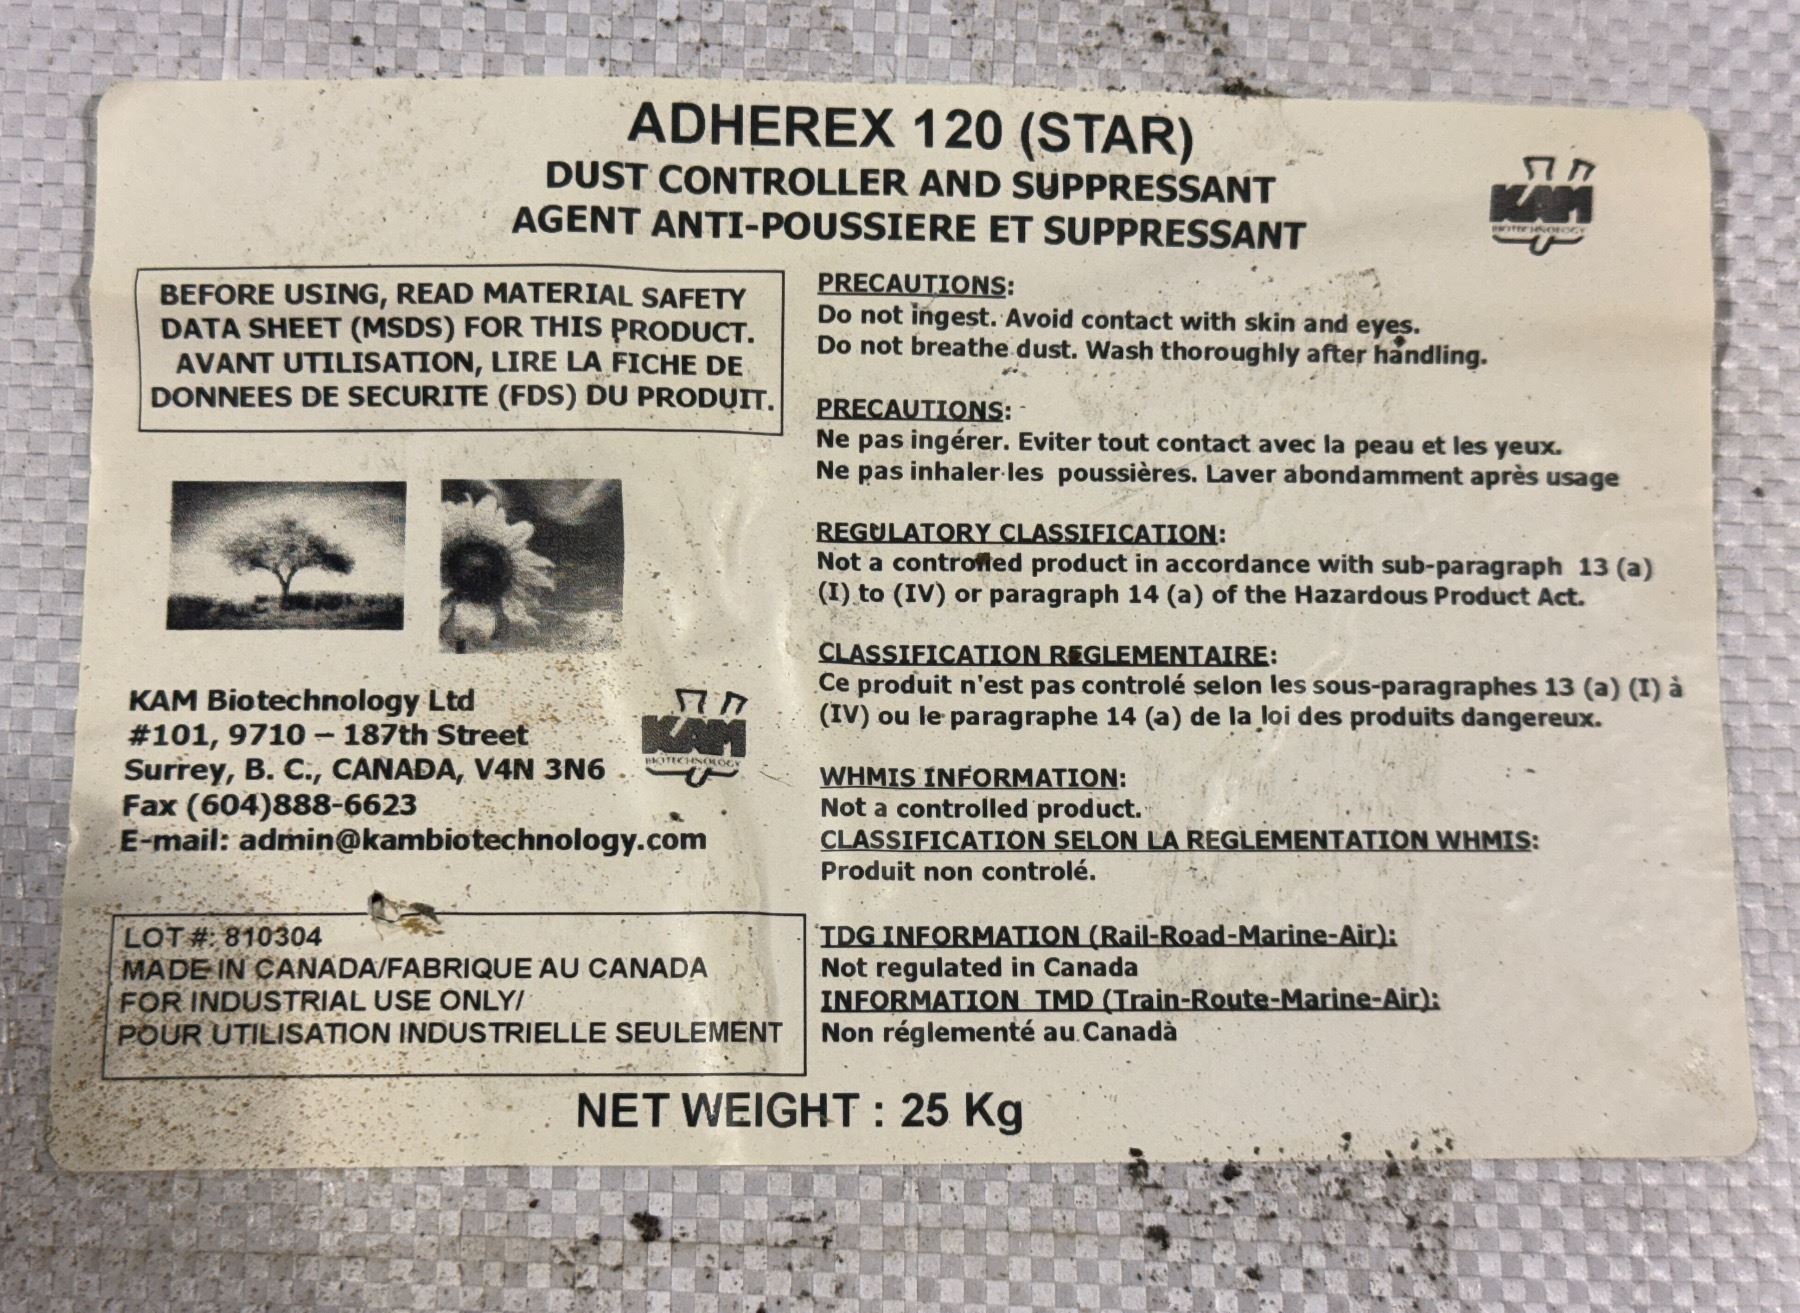 ADHEREX 120 (STAR)
DUST CONTROLLER AND SUPPRESSANT
AGENT ANTI-POUSSIERE ET SUPPRESSANT
KAM
BIOTECHNOLOGY
BEFORE USING, READ MATERIAL SAFETY
DATA SHEET (MSDS) FOR THIS PRODUCT.
AVANT UTILISATION, LIRE LA FICHE DE
DONNEES DE SECURITE (FDS) DU PRODUIT.
KAM Biotechnology Ltd
#101, 9710 – 187th Street
Surrey, B. C., CANADA, V4N 3N6
Fax (604)888-6623
E-mail: admin@kambiotechnology.com
KAM
BIOTECHNOLOGY
LOT #: 810304
MADE IN CANADA/FABRIQUE AU CANADA
FOR INDUSTRIAL USE ONLY/
POUR UTILISATION INDUSTRIELLE SEULEMENT
PRECAUTIONS:
Do not ingest. Avoid contact with skin and eyes.
Do not breathe dust. Wash thoroughly after handling.
PRECAUTIONS:
Ne pas ingérer. Eviter tout contact avec la peau et les yeux.
Ne pas inhaler les poussières. Laver abondamment après usage
REGULATORY CLASSIFICATION:
Not a controlled product in accordance with sub-paragraph 13 (a)
(I) to (IV) or paragraph 14 (a) of the Hazardous Product Act.
CLASSIFICATION REGLEMENTAIRE:
Ce produit n'est pas controlé selon les sous-paragraphes 13 (a) (I) à
(IV) ou le paragraphe 14 (a) de la loi des produits dangereux.
WHMIS INFORMATION:
Not a controlled product.
CLASSIFICATION SELON LA REGLEMENTATION WHMIS:
Produit non controlé.
TDG INFORMATION (Rail-Road-Marine-Air):
Not regulated in Canada
INFORMATION TMD (Train-Route-Marine-Air):
Non réglementé au Canada
NET WEIGHT : 25 Kg